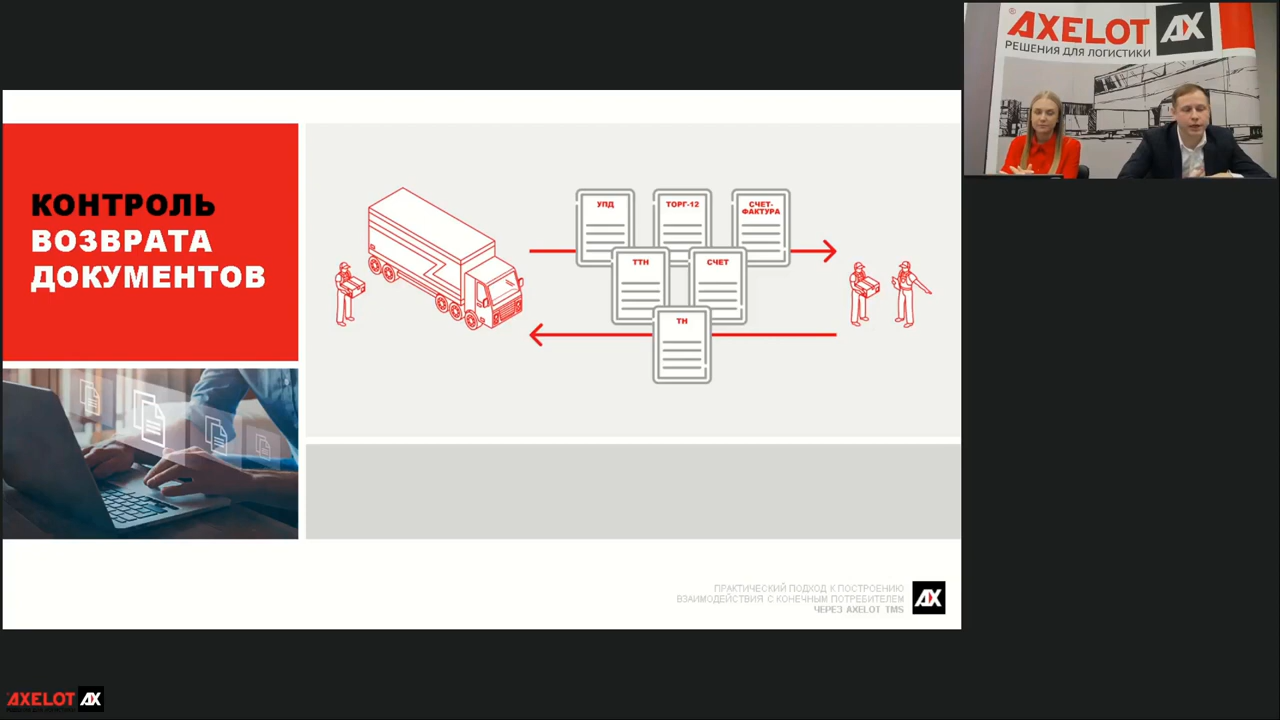 КОНТРОЛЬ
ВОЗВРАТА
ДОКУМЕНТОВ
УПД
ТОРГ-12
СЧЕТ-
ФАКТУРА
ТТН
СЧЕТ
ТН
ПРАКТИЧЕСКИЙ ПОДХОД К ПОСТРОЕНИЮ
ВЗАИМОДЕЙСТВИЯ С КОНЕЧНЫМ ПОТРЕБИТЕЛЕМ
ЧЕРЕЗ AXELOT TMS
AX
®AXELOT AX
РЕШЕНИЯ ДЛЯ ЛОГИСТИКИ
AXELOT AX